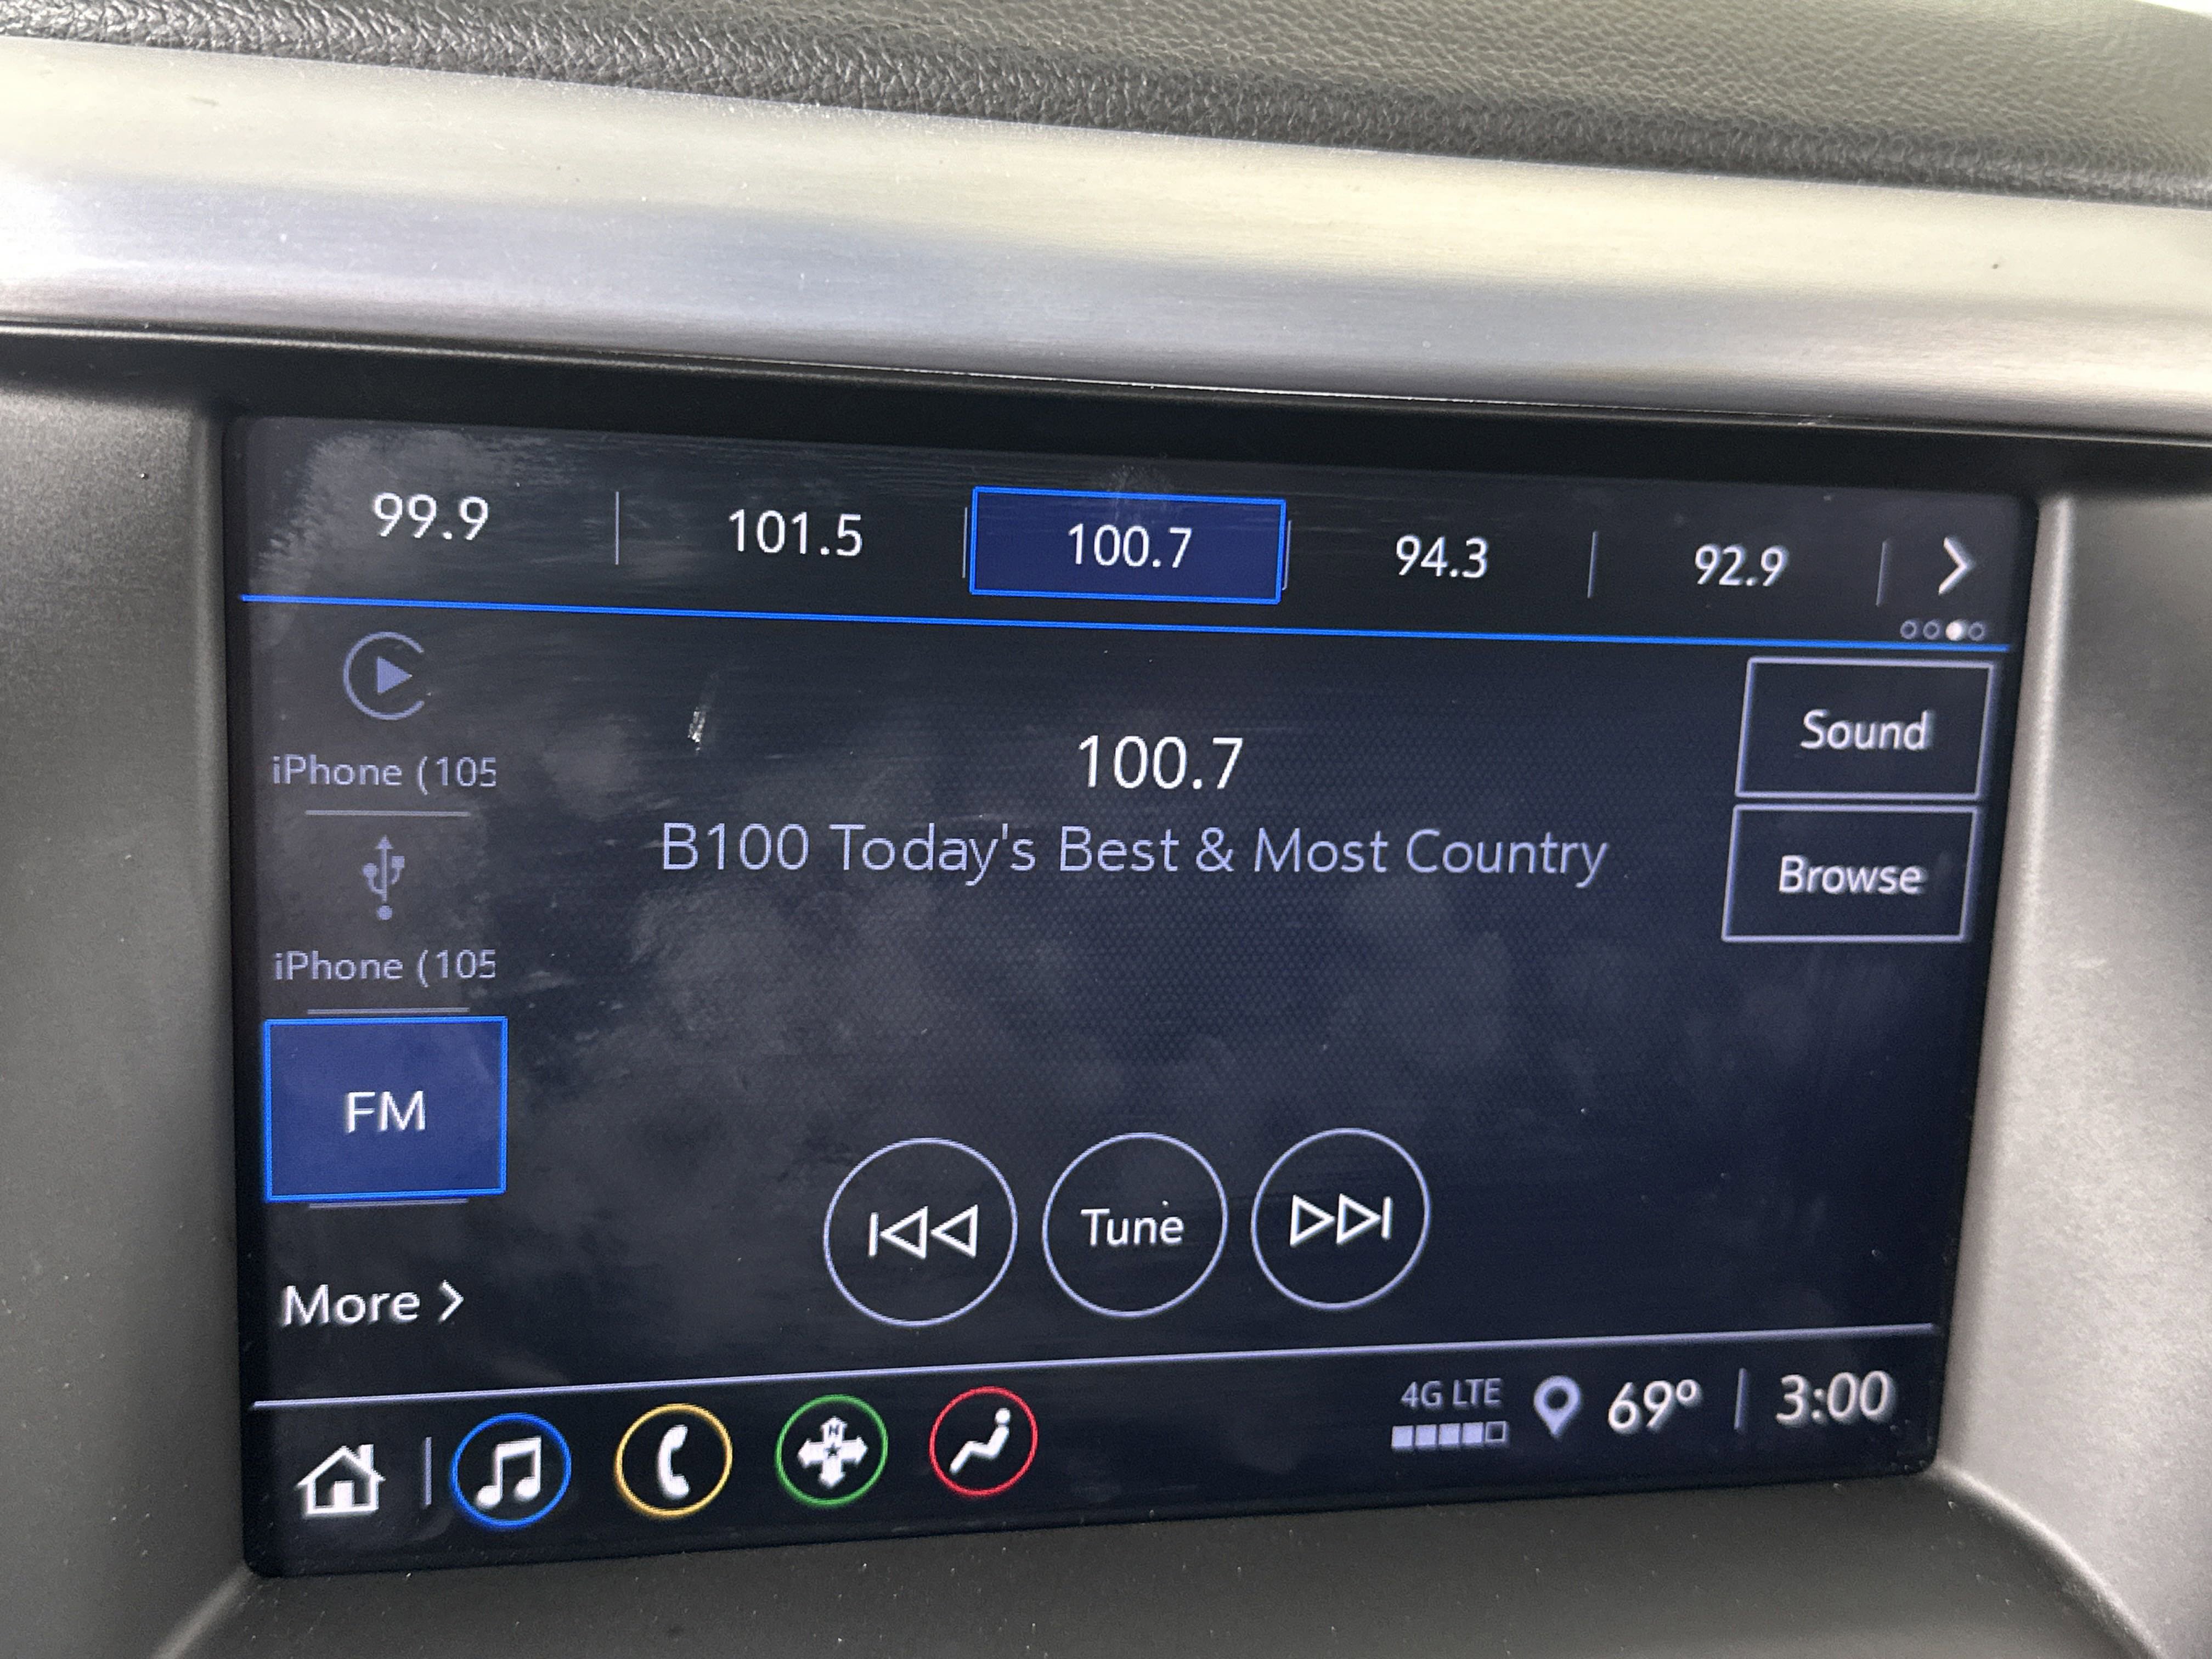 99.9 101.5 100.7 94.3 92.9
iPhone (105
100.7
Sound
B100 Today's Best & Most Country
Browse
iPhone (105
FM
Tune
More
4G LTE 69º 3:00
N